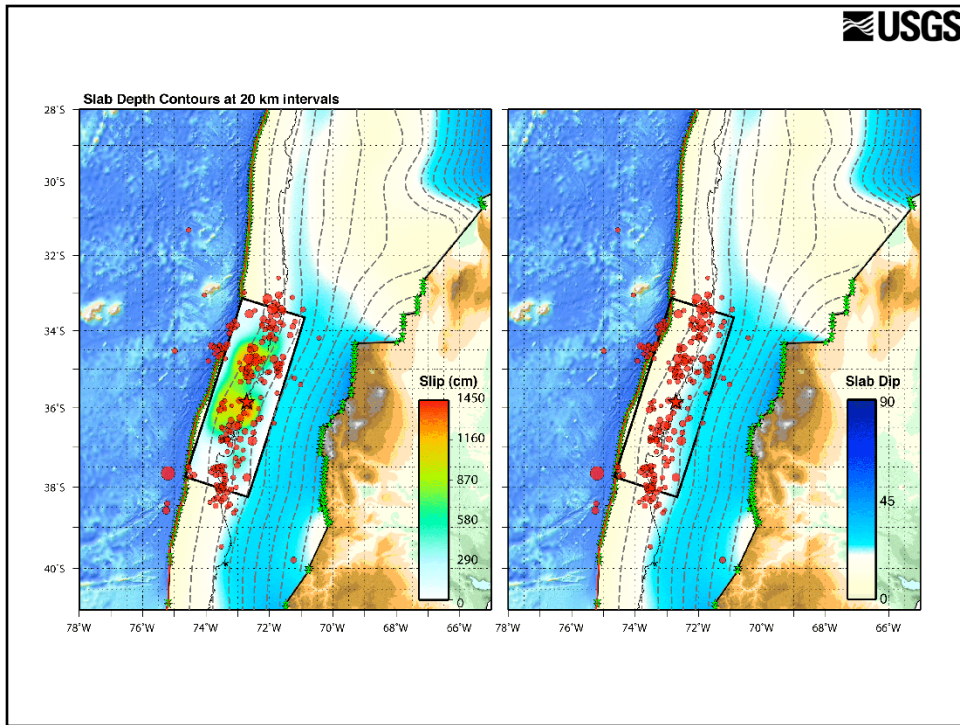 USGS
Slab Depth Contours at 20 km intervals
28°S
30°S
32°S
34°S
36°S
38°S
40°S
78°W 76°W 74°W 72°W 70°W 68°W 66°W
Slip (cm)
1450
1160
870
580
290
0
78°W 76°W 74°W 72°W 70°W 68°W 66°W
Slab Dip
90
45
0